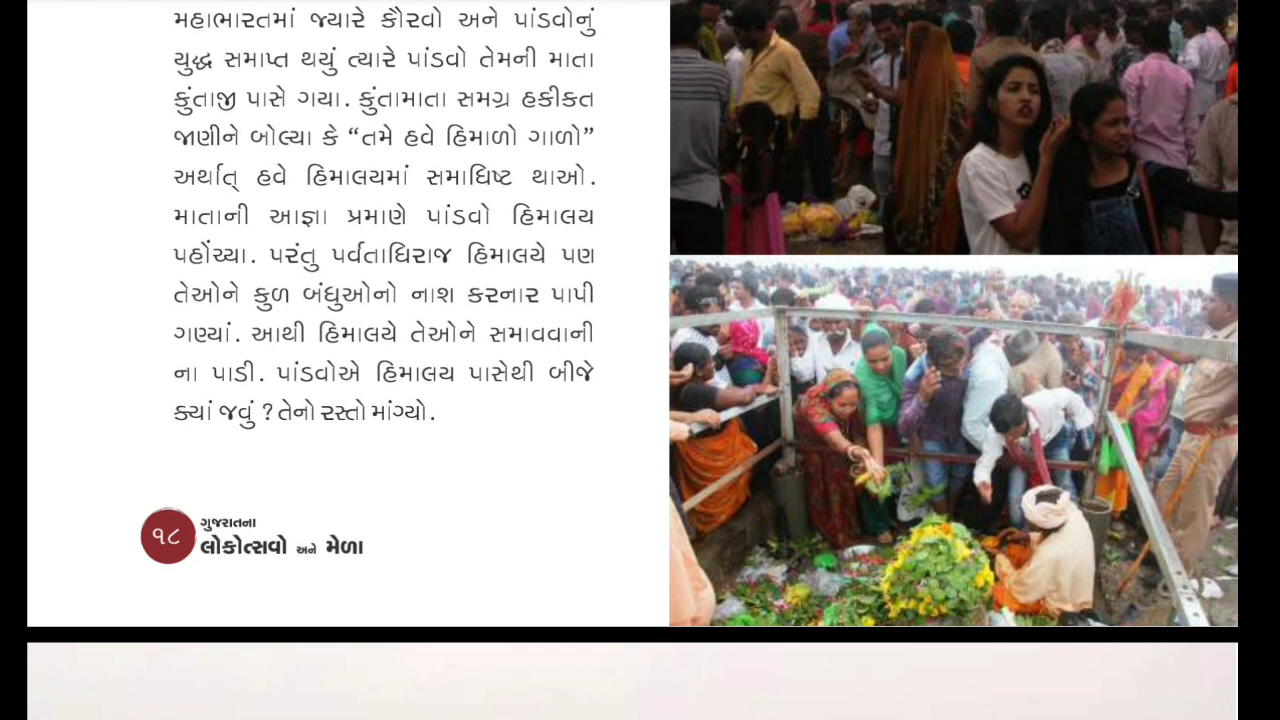 મહાભારતમાં જ્યારે કૌરવો અને પાંડવોનું
યુદ્ધ સમાપ્ત થયું ત્યારે પાંડવો તેમની માતા
કુંતાજી પાસે ગયા. કુંતામાતા સમગ્ર હકીકત
જાણીને બોલ્યા કે “તમે હવે હિમાળો ગાળો”
અર્થાત્ હવે હિમાલયમાં સમાધિષ્ટ થાઓ.
માતાની આજ્ઞા પ્રમાણે પાંડવો હિમાલય
પહોંચ્યા. પરંતુ પર્વતાધિરાજ હિમાલયે પણ
તેઓને કુળ બંધુઓનો નાશ કરનાર પાપી
ગણ્યાં. આથી હિમાલયે તેઓને સમાવવાની
ના પાડી. પાંડવોએ હિમાલય પાસેથી બીજે
ક્યાં જવું ? તેનો રસ્તો માંગ્યો.
૧૮
ગુજરાતના
લોકોત્સવો અને મેળા